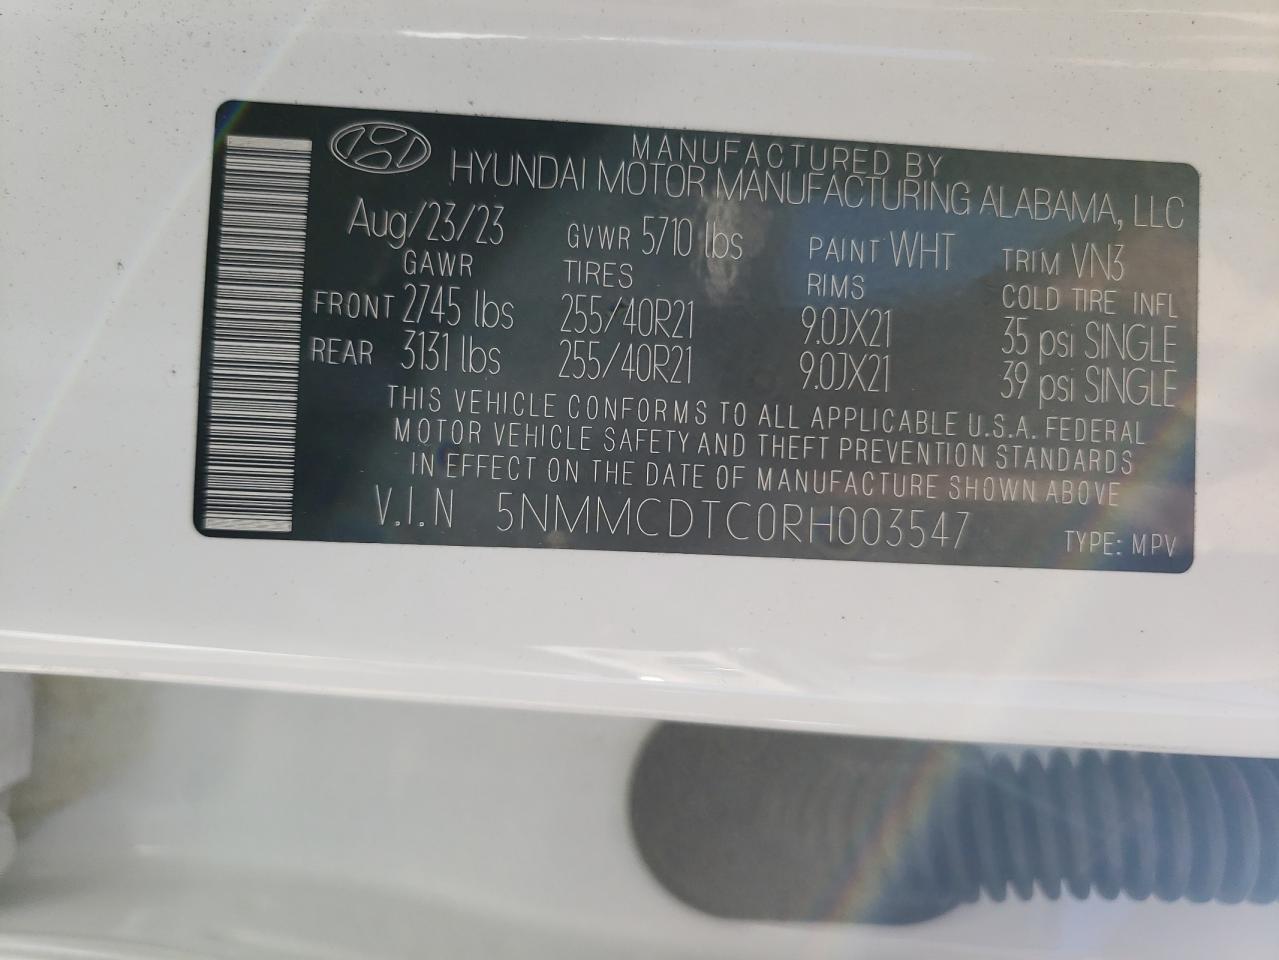 MANUFACTURED BY
HYUNDAI MOTOR MANUFACTURING ALABAMA, LLC
Aug/23/23 GVWR 5710 lbs PAINT WHT TRIM VN3
GAWR TIRES RIMS COLD TIRE INFL
FRONT 2745 lbs 255/40R21 9.0JX21 35 psi SINGLE
REAR 3131 lbs 255/40R21 9.0JX21 39 psi SINGLE
THIS VEHICLE CONFORMS TO ALL APPLICABLE U.S.A. FEDERAL
MOTOR VEHICLE SAFETY AND THEFT PREVENTION STANDARDS
IN EFFECT ON THE DATE OF MANUFACTURE SHOWN ABOVE
V.I.N 5NMMCDTC0RH003547 TYPE: MPV